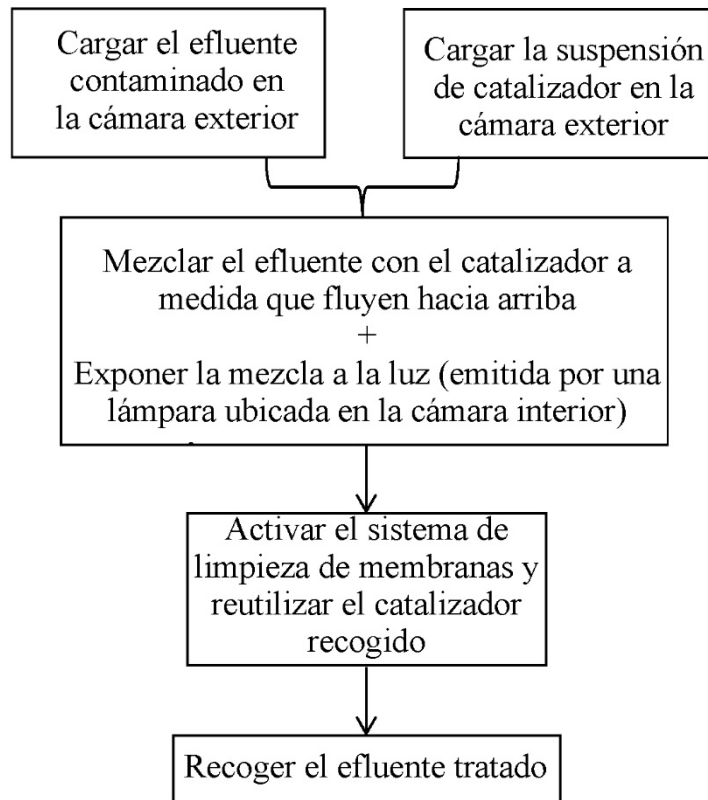 Cargar el efluente
contaminado en
la cámara exterior
Cargar la suspensión
de catalizador en la
cámara exterior
Mezclar el efluente con el catalizador a
medida que fluyen hacia arriba
+
Exponer la mezcla a la luz (emitida por una
lámpara ubicada en la cámara interior)
Activar el sistema de
limpieza de membranas y
reutilizar el catalizador
recogido
Recoger el efluente tratado